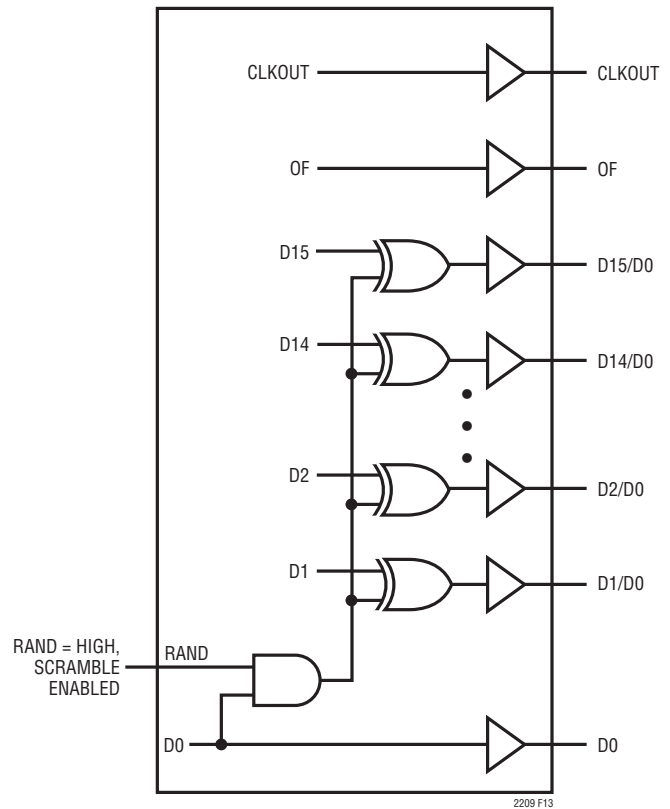 CLKOUT CLKOUT
OF OF
D15 D15/D0
D14 D14/D0
D2 D2/D0
D1 D1/D0
RAND = HIGH,
SCRAMBLE
ENABLED
RAND
D0 D0
2209 F13